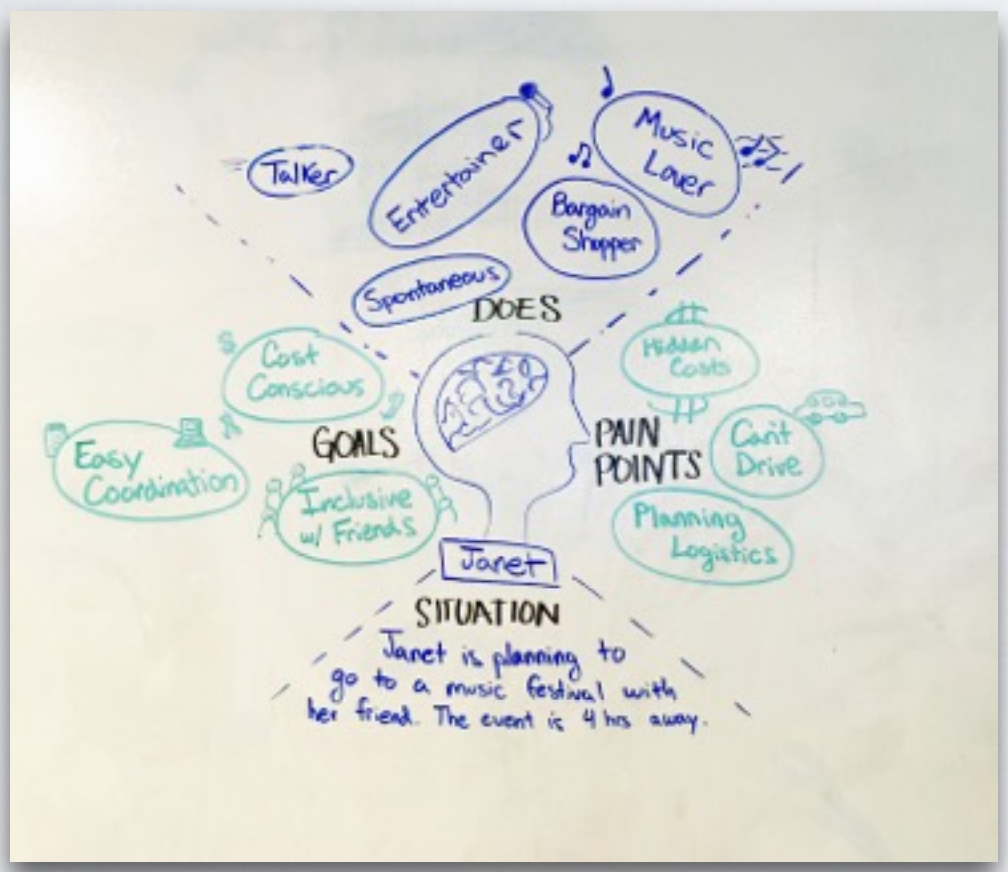 Talker
Entertainer
Music
Lover
Bargain
Shopper
Spontaneous
DOES
Cost
Conscious
GOALS
Easy
Coordination
Inclusive
w/ Friends
Hidden
Costs
PAIN
POINTS
Can't
Drive
Planning
Logistics
Janet
SITUATION
Janet is planning to
go to a music festival with
her friend. The event is 4 hrs away.